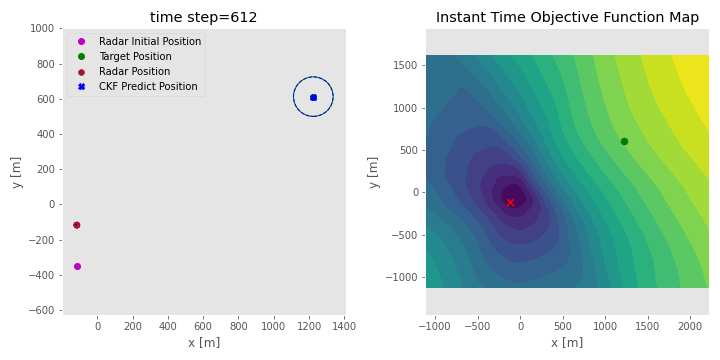 time step=612
Radar Initial Position
Target Position
Radar Position
CKF Predict Position
1000
800
600
400
200
0
−200
−400
−600
y [m]
0 200 400 600 800 1000 1200 1400
x [m]
Instant Time Objective Function Map
1500
1000
500
0
−500
−1000
y [m]
−1000 −500 0 500 1000 1500 2000
x [m]